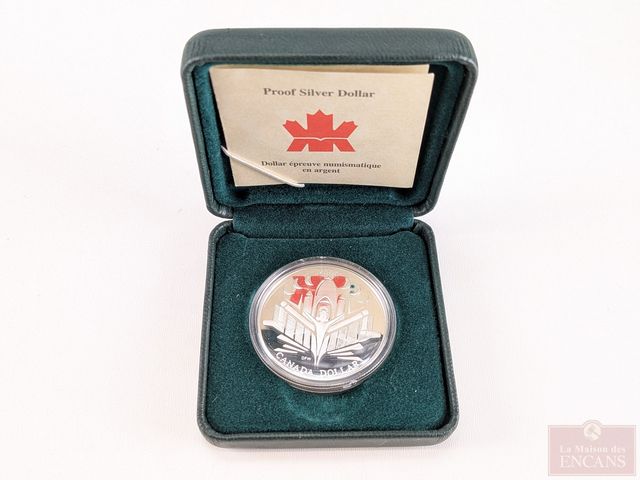 Proof Silver Dollar
Dollar épreuve numismatique
en argent
CANADA DOLLAR
La Maison des
ENCANS